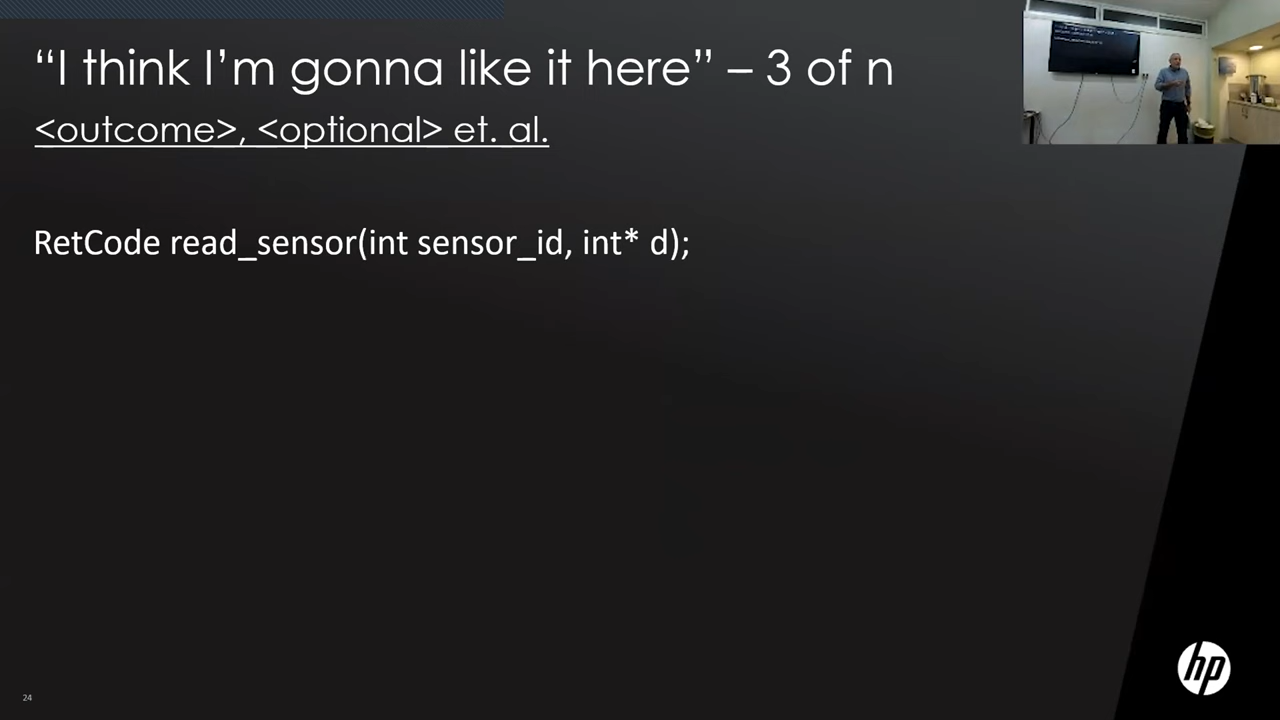 “I think I’m gonna like it here” – 3 of n
<outcome>, <optional> et. al.
RetCode read_sensor(int sensor_id, int* d);
hp
24